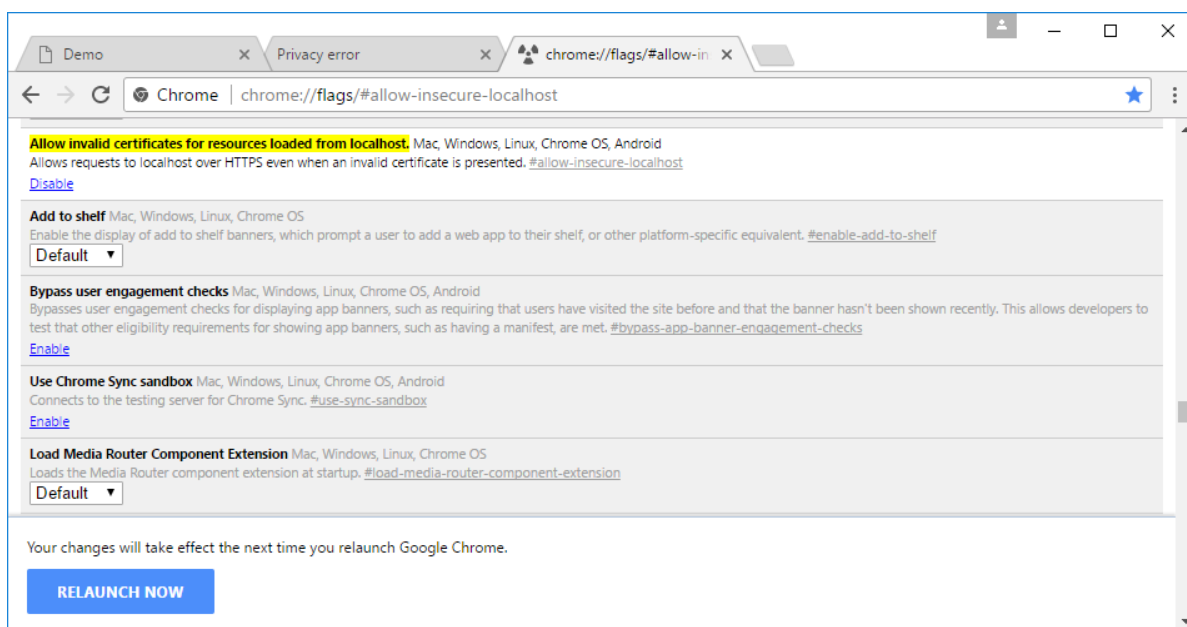 Demo
Privacy error
chrome://flags/#allow-in
Chrome chrome://flags/#allow-insecure-localhost
Allow invalid certificates for resources loaded from localhost. Mac, Windows, Linux, Chrome OS, Android
Allows requests to localhost over HTTPS even when an invalid certificate is presented. #allow-insecure-localhost
Disable
Add to shelf Mac, Windows, Linux, Chrome OS
Enable the display of add to shelf banners, which prompt a user to add a web app to their shelf, or other platform-specific equivalent. #enable-add-to-shelf
Default
Bypass user engagement checks Mac, Windows, Linux, Chrome OS, Android
Bypasses user engagement checks for displaying app banners, such as requiring that users have visited the site before and that the banner hasn't been shown recently. This allows developers to
test that other eligibility requirements for showing app banners, such as having a manifest, are met. #bypass-app-banner-engagement-checks
Enable
Use Chrome Sync sandbox Mac, Windows, Linux, Chrome OS, Android
Connects to the testing server for Chrome Sync. #use-sync-sandbox
Enable
Load Media Router Component Extension Mac, Windows, Linux, Chrome OS
Loads the Media Router component extension at startup. #load-media-router-component-extension
Default
Your changes will take effect the next time you relaunch Google Chrome.
RELAUNCH NOW